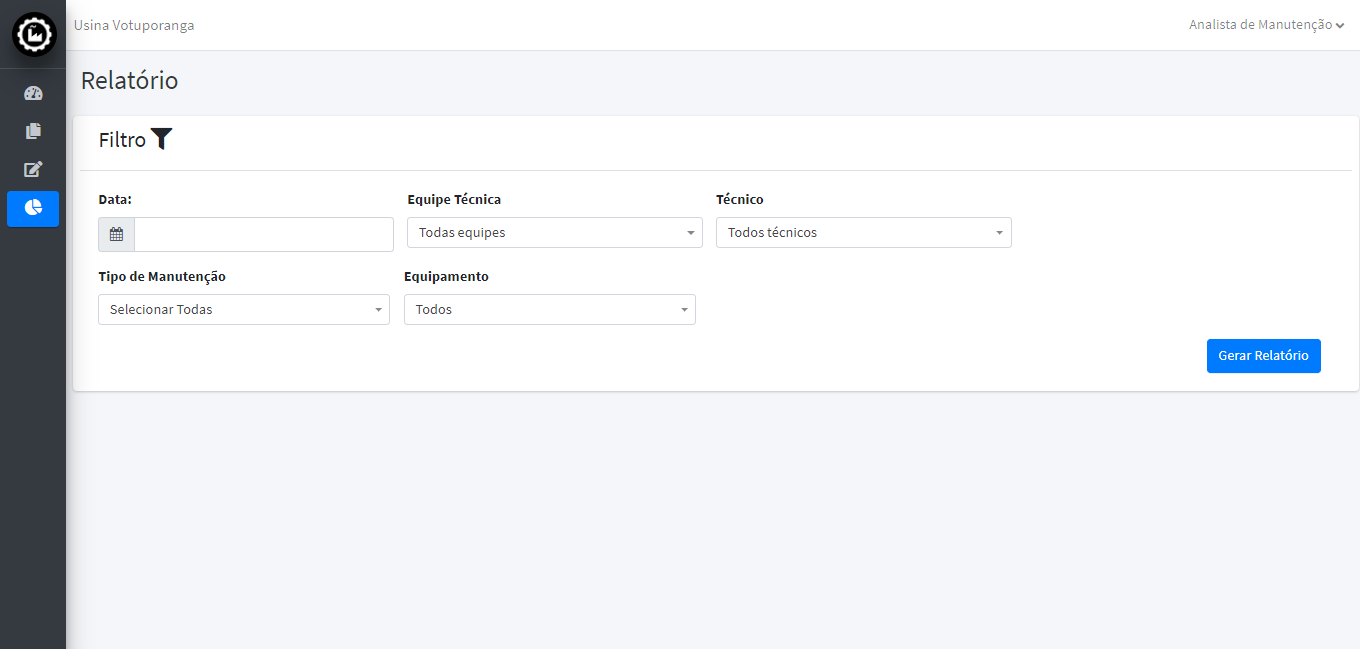 Usina Votuporanga
Analista de Manutenção
Relatório
Filtro
Data:
Equipe Técnica
Técnico
Todas equipes
Todos técnicos
Tipo de Manutenção
Equipamento
Selecionar Todas
Todos
Gerar Relatório